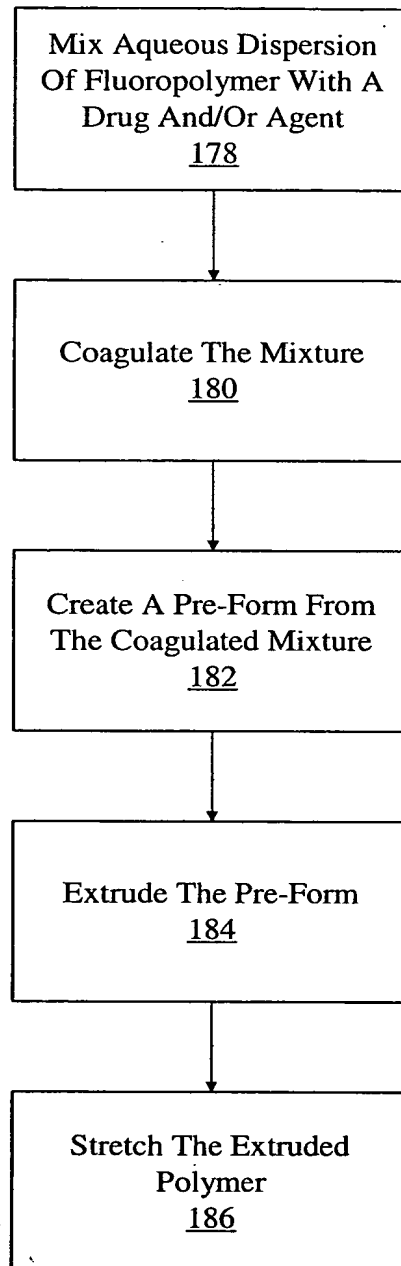 Mix Aqueous Dispersion
Of Fluoropolymer With A
Drug And/Or Agent
178
Coagulate The Mixture
180
Create A Pre-Form From
The Coagulated Mixture
182
Extrude The Pre-Form
184
Stretch The Extruded
Polymer
186